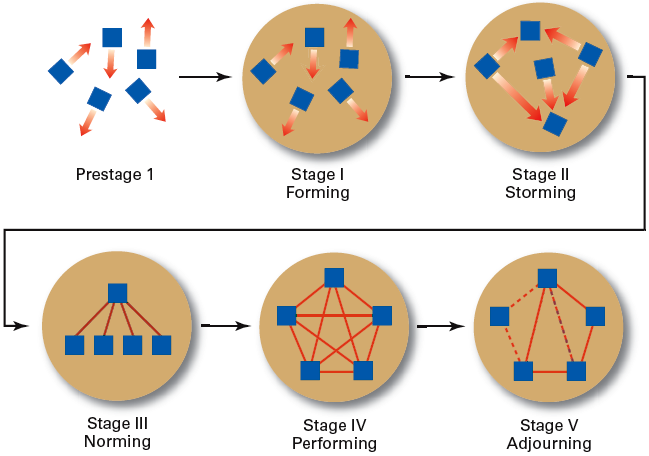 Prestage 1
Stage I
Forming
Stage II
Storming
Stage III
Norming
Stage IV
Performing
Stage V
Adjourning